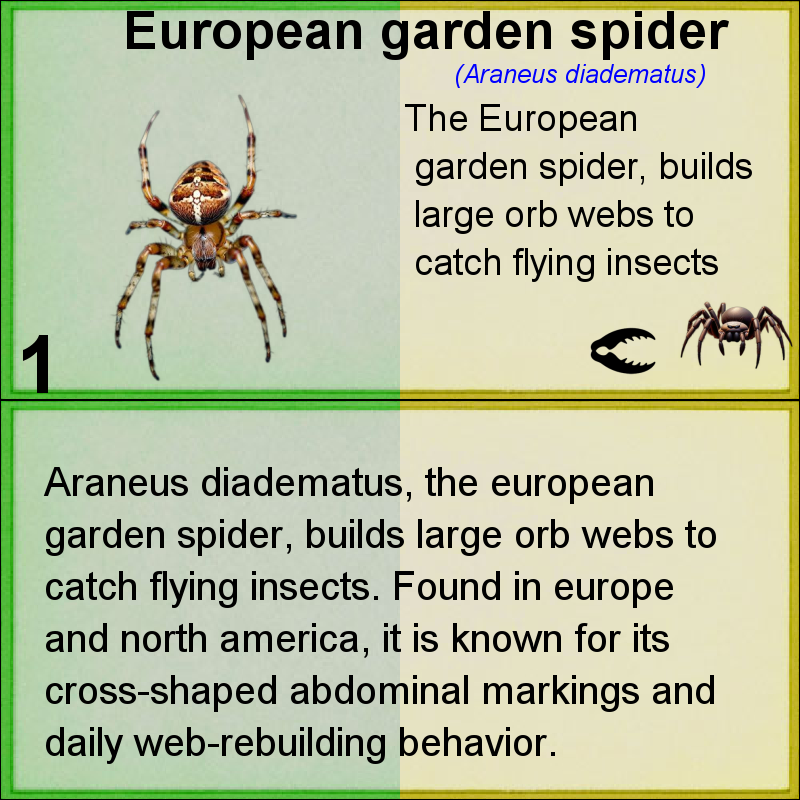 European garden spider
(Araneus diadematus)
The European
garden spider, builds
large orb webs to
catch flying insects
1
Araneus diadematus, the european
garden spider, builds large orb webs to
catch flying insects. Found in europe
and north america, it is known for its
cross-shaped abdominal markings and
daily web-rebuilding behavior.